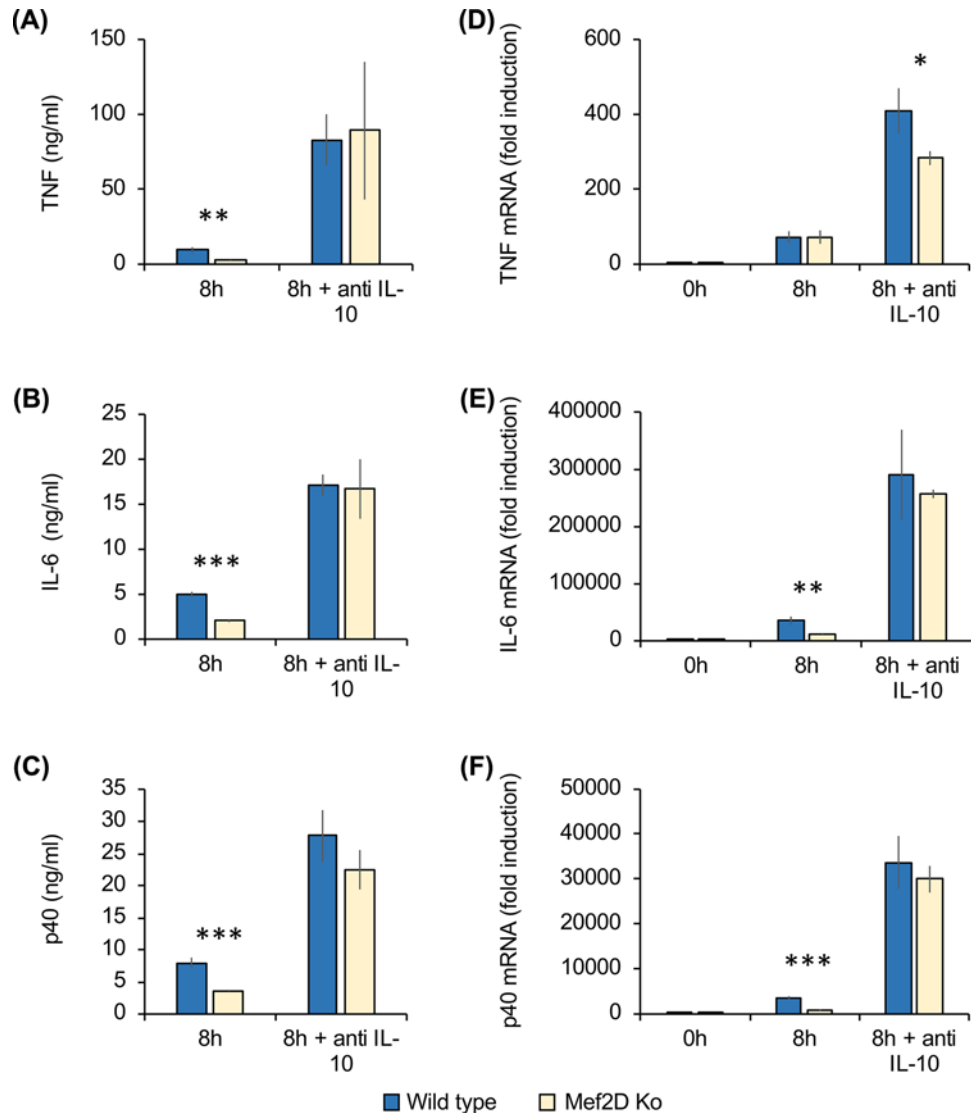 (A)
TNF (ng/ml)
150
100
50
0
**
8h
8h + anti IL-
10
(D)
TNF mRNA (fold induction)
600
400
200
0
*
0h
8h
8h + anti
IL-10
(B)
IL-6 (ng/ml)
25
20
15
10
5
0
***
8h
8h + anti IL-
10
(E)
IL-6 mRNA (fold induction)
400000
300000
200000
100000
0
**
0h
8h
8h + anti
IL-10
(C)
p40 (ng/ml)
35
30
25
20
15
10
5
0
***
8h
8h + anti IL-
10
(F)
p40 mRNA (fold induction)
50000
40000
30000
20000
10000
0
***
0h
8h
8h + anti
IL-10
Wild type
Mef2D Ko